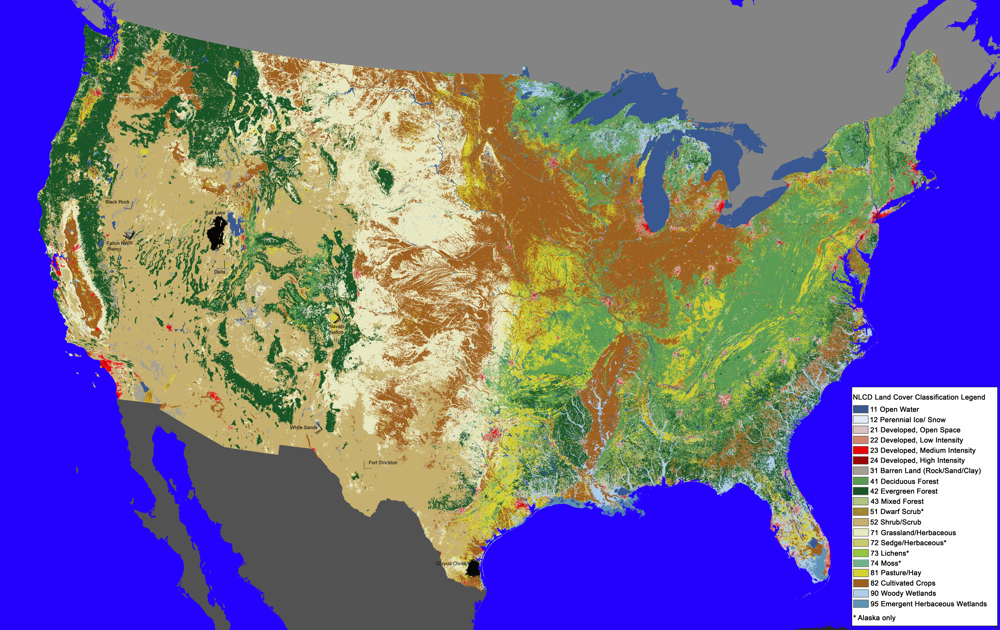 Black Rock
Salt Lake
Fallon NWR
(Reno)
Delta
Navajo
Nation
White Sands
Fort Stockton
Corpus Christi
NLCD Land Cover Classification Legend
11 Open Water
12 Perennial Ice/ Snow
21 Developed, Open Space
22 Developed, Low Intensity
23 Developed, Medium Intensity
24 Developed, High Intensity
31 Barren Land (Rock/Sand/Clay)
41 Deciduous Forest
42 Evergreen Forest
43 Mixed Forest
51 Dwarf Scrub*
52 Shrub/Scrub
71 Grassland/Herbaceous
72 Sedge/Herbaceous*
73 Lichens*
74 Moss*
81 Pasture/Hay
82 Cultivated Crops
90 Woody Wetlands
95 Emergent Herbaceous Wetlands
* Alaska only